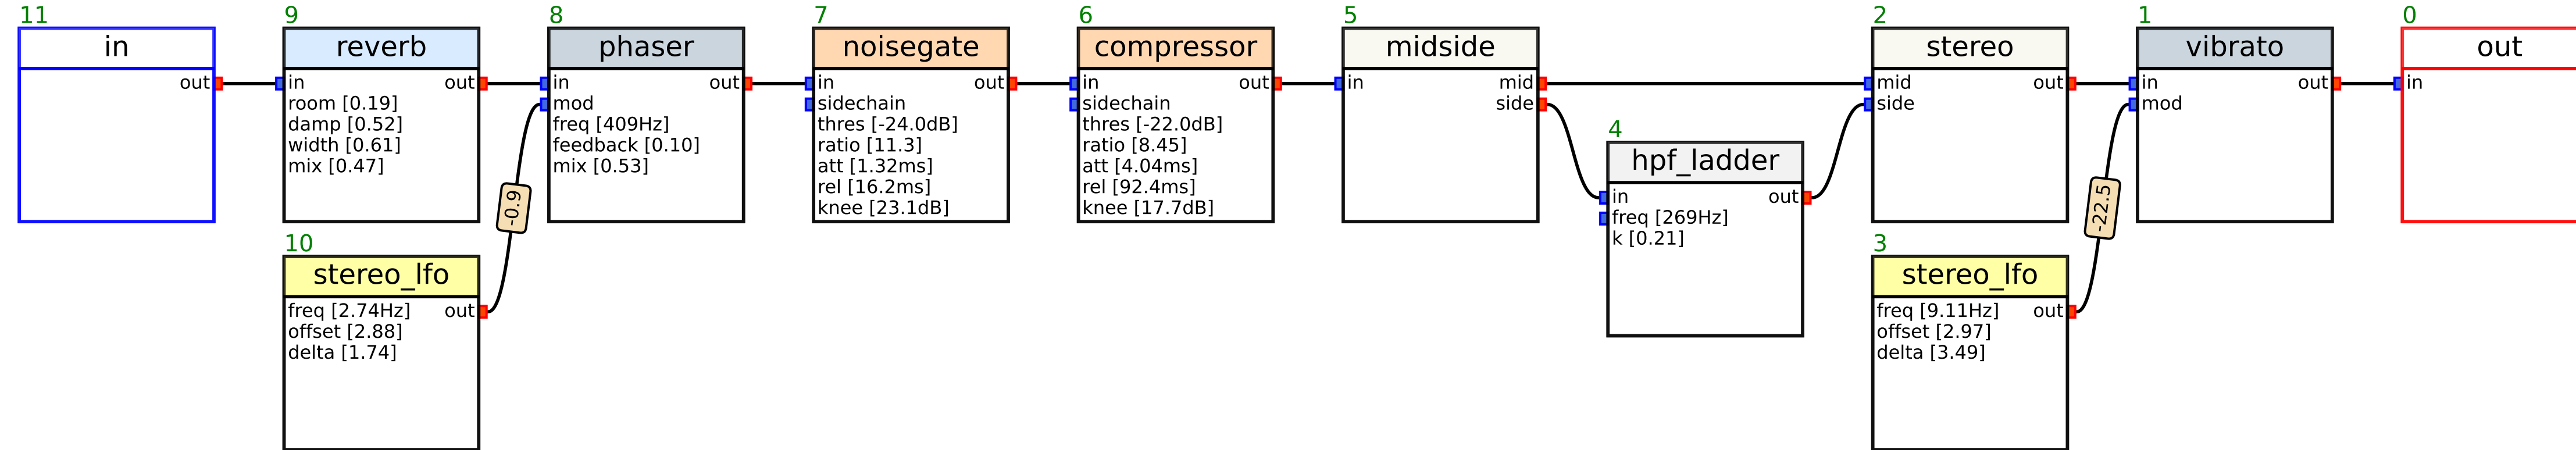 11
in
out
9
reverb
in out
room [0.19]
damp [0.52]
width [0.61]
mix [0.47]
10
stereo_lfo
freq [2.74Hz] out
offset [2.88]
delta [1.74]
-0.9
8
phaser
in out
mod
freq [409Hz]
feedback [0.10]
mix [0.53]
7
noisegate
in out
sidechain
thres [-24.0dB]
ratio [11.3]
att [1.32ms]
rel [16.2ms]
knee [23.1dB]
6
compressor
in out
sidechain
thres [-22.0dB]
ratio [8.45]
att [4.04ms]
rel [92.4ms]
knee [17.7dB]
5
midside
in mid
side
4
hpf_ladder
in out
freq [269Hz]
k [0.21]
2
stereo
mid out
side
3
stereo_lfo
freq [9.11Hz] out
offset [2.97]
delta [3.49]
-22.5
1
vibrato
in out
mod
0
out
in